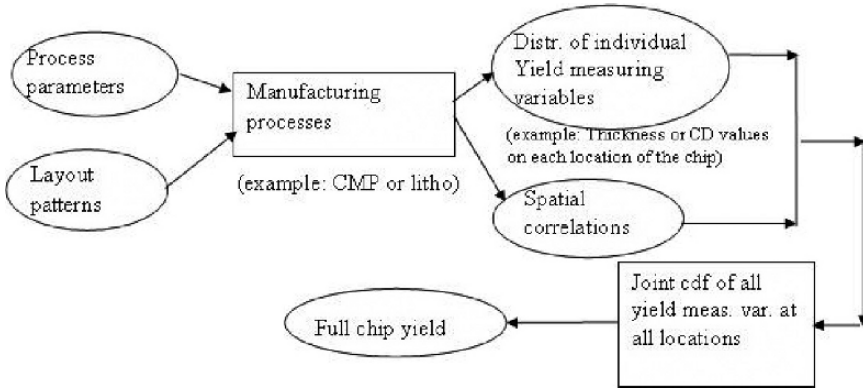 Process
parameters
Layout
patterns
Manufacturing
processes
(example: CMP or litho)
Distr. of individual
Yield measuring
variables
(example: Thickness or CD values
on each location of the chip)
Spatial
correlations
Joint cdf of all
yield meas. var. at
all locations
Full chip yield